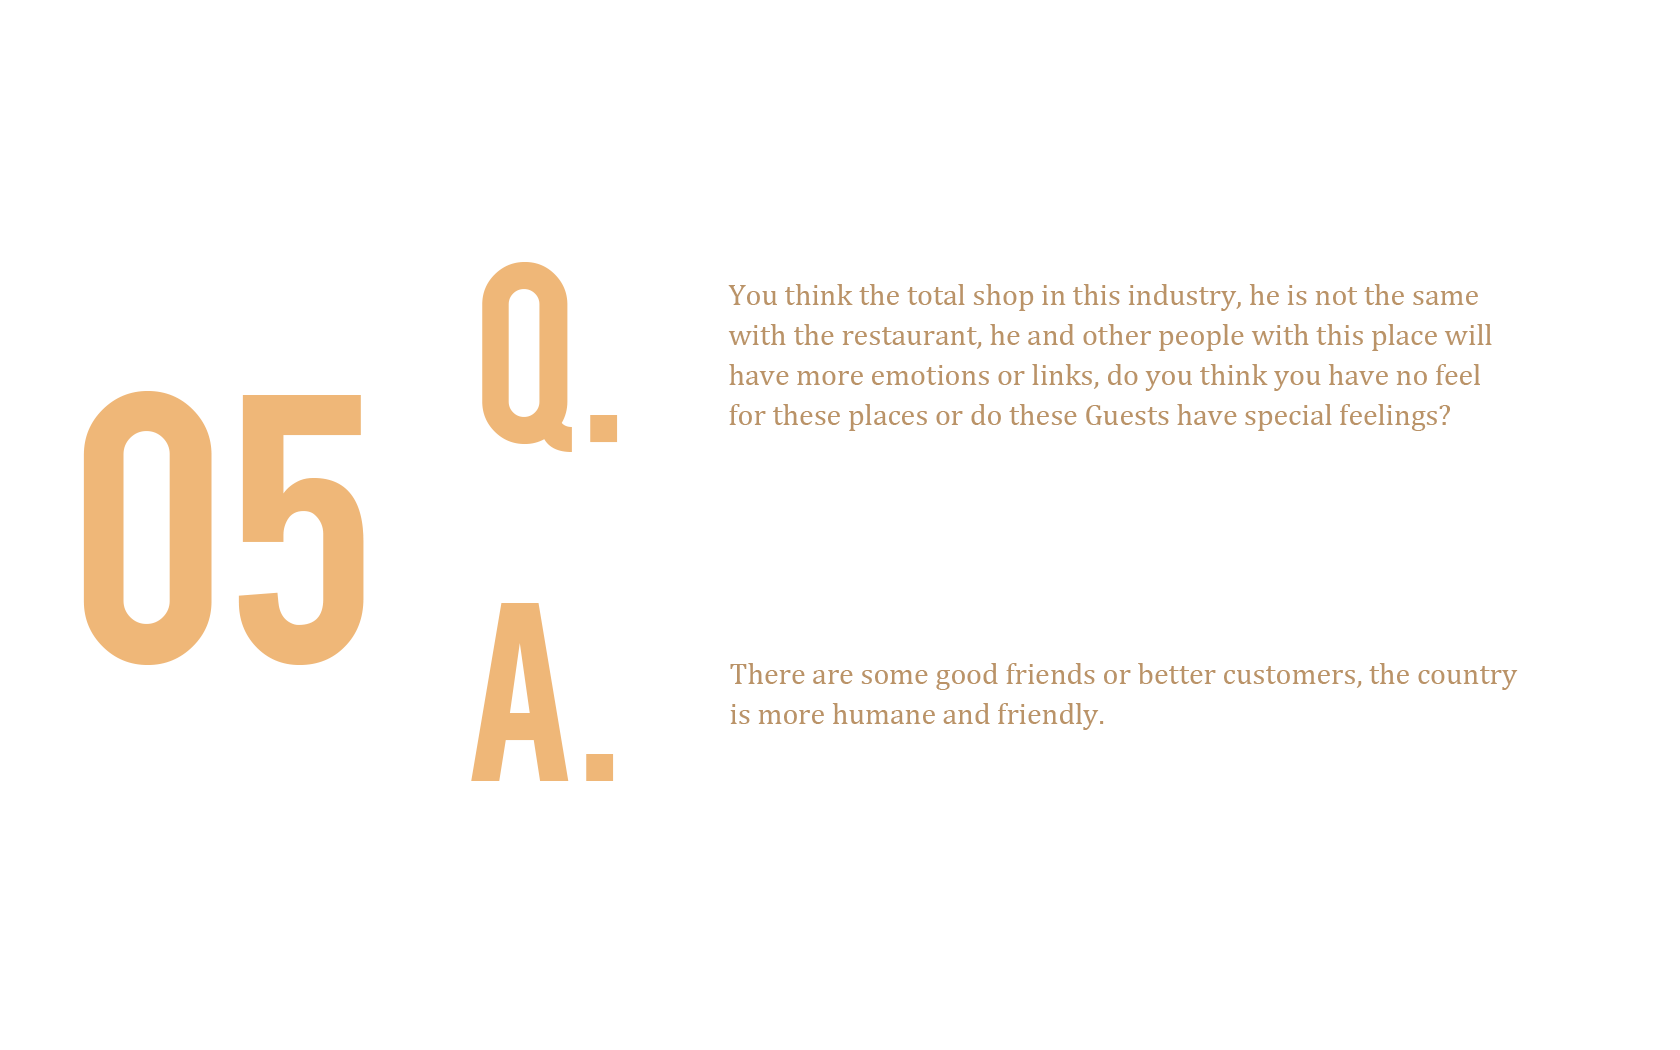 05
Q.
You think the total shop in this industry, he is not the same
with the restaurant, he and other people with this place will
have more emotions or links, do you think you have no feel
for these places or do these Guests have special feelings?
A.
There are some good friends or better customers, the country
is more humane and friendly.